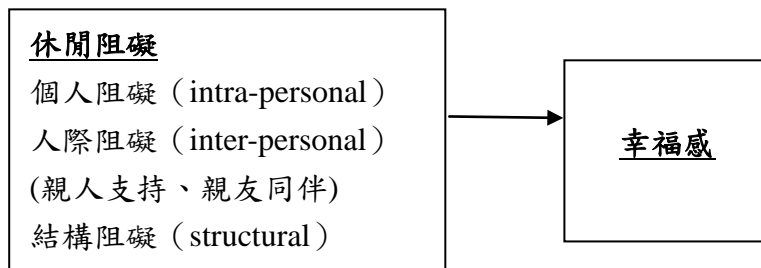 休閒阻礙
個人阻礙（intra-personal）
人際阻礙（inter-personal）
(親人支持、親友同伴)
結構阻礙（structural）
幸福感